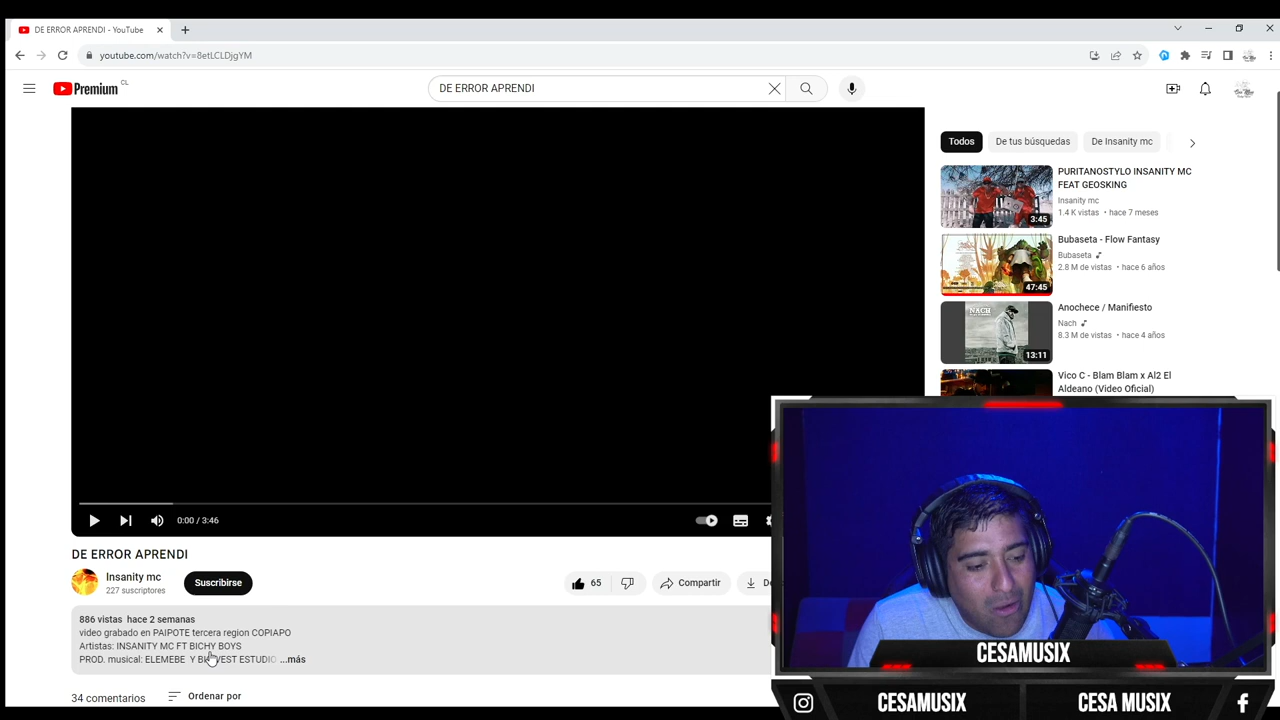 DE ERROR APRENDI - YouTube
youtube.com/watch?v=8etLCLDjgYM
Premium CL
DE ERROR APRENDI
Todos
De tus búsquedas
De Insanity mc
PURITANOSTYLO INSANITY MC
FEAT GEOSKING
Insanity mc
1.4 K vistas • hace 7 meses
3:45
Bubaseta - Flow Fantasy
Bubaseta
2.8 M de vistas • hace 6 años
47:45
Anochece / Manifiesto
Nach
8.3 M de vistas • hace 4 años
NACH
13:11
Vico C - Blam Blam x Al2 El
Aldeano (Video Oficial)
0:00 / 3:46
DE ERROR APRENDI
Insanity mc
227 suscriptores
Suscribirse
65
Compartir
De
886 vistas hace 2 semanas
video grabado en PAIPOTE tercera region COPIAPO
Artistas: INSANITY MC FT BICHY BOYS
PROD. musical: ELEMEBE Y VEST ESTUDIO ...más
34 comentarios
Ordenar por
CESAMUSIX
CESAMUSIX
CESA MUSIX